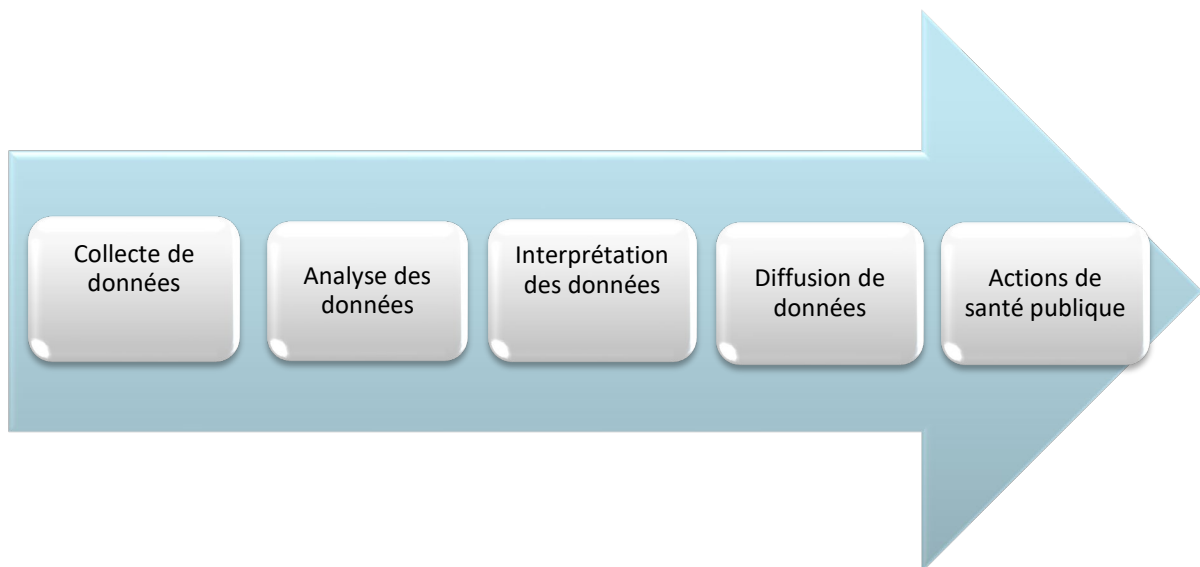 Collecte de
données
Analyse des
données
Interprétation
des données
Diffusion de
données
Actions de
santé publique